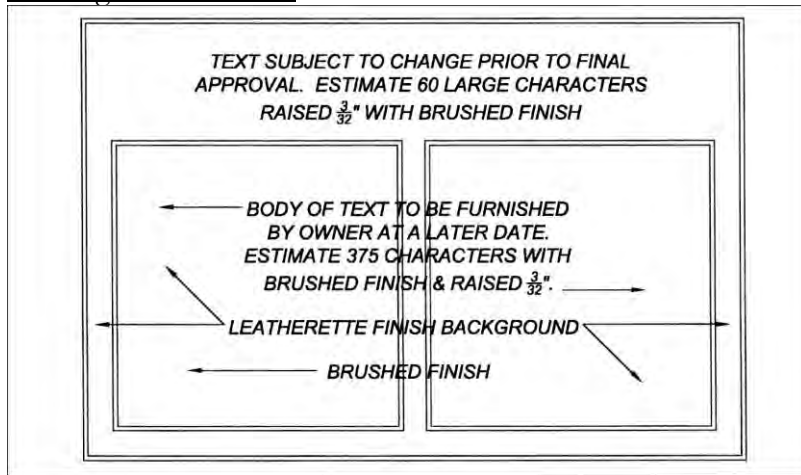 TEXT SUBJECT TO CHANGE PRIOR TO FINAL
APPROVAL. ESTIMATE 60 LARGE CHARACTERS
RAISED 3/32" WITH BRUSHED FINISH
BODY OF TEXT TO BE FURNISHED
BY OWNER AT A LATER DATE.
ESTIMATE 375 CHARACTERS WITH
BRUSHED FINISH & RAISED 3/32".
LEATHERETTE FINISH BACKGROUND
BRUSHED FINISH